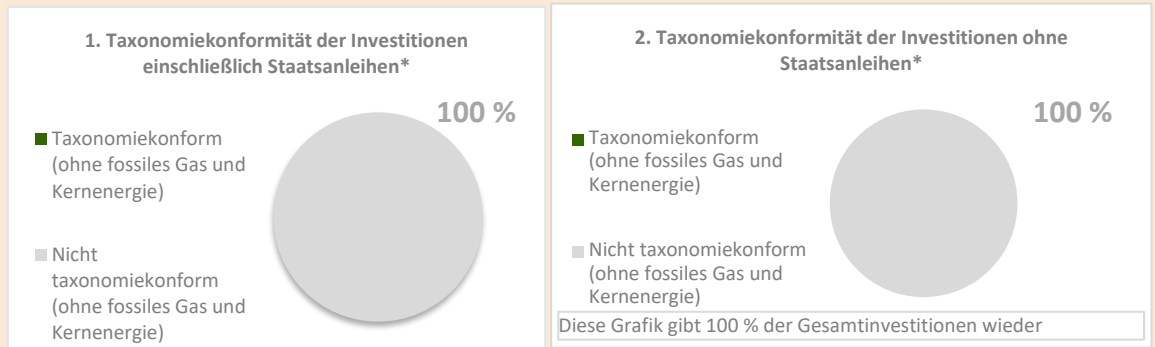 1. Taxonomiekonformität der Investitionen
einschließlich Staatsanleihen*
100 %
Taxonomiekonform
(ohne fossiles Gas und
Kernenergie)
Nicht
taxonomiekonform
(ohne fossiles Gas und
Kernenergie)
2. Taxonomiekonformität der Investitionen ohne
Staatsanleihen*
100 %
Taxonomiekonform
(ohne fossiles Gas und
Kernenergie)
Nicht taxonomiekonform
(ohne fossiles Gas und
Kernenergie)
Diese Grafik gibt 100 % der Gesamtinvestitionen wieder